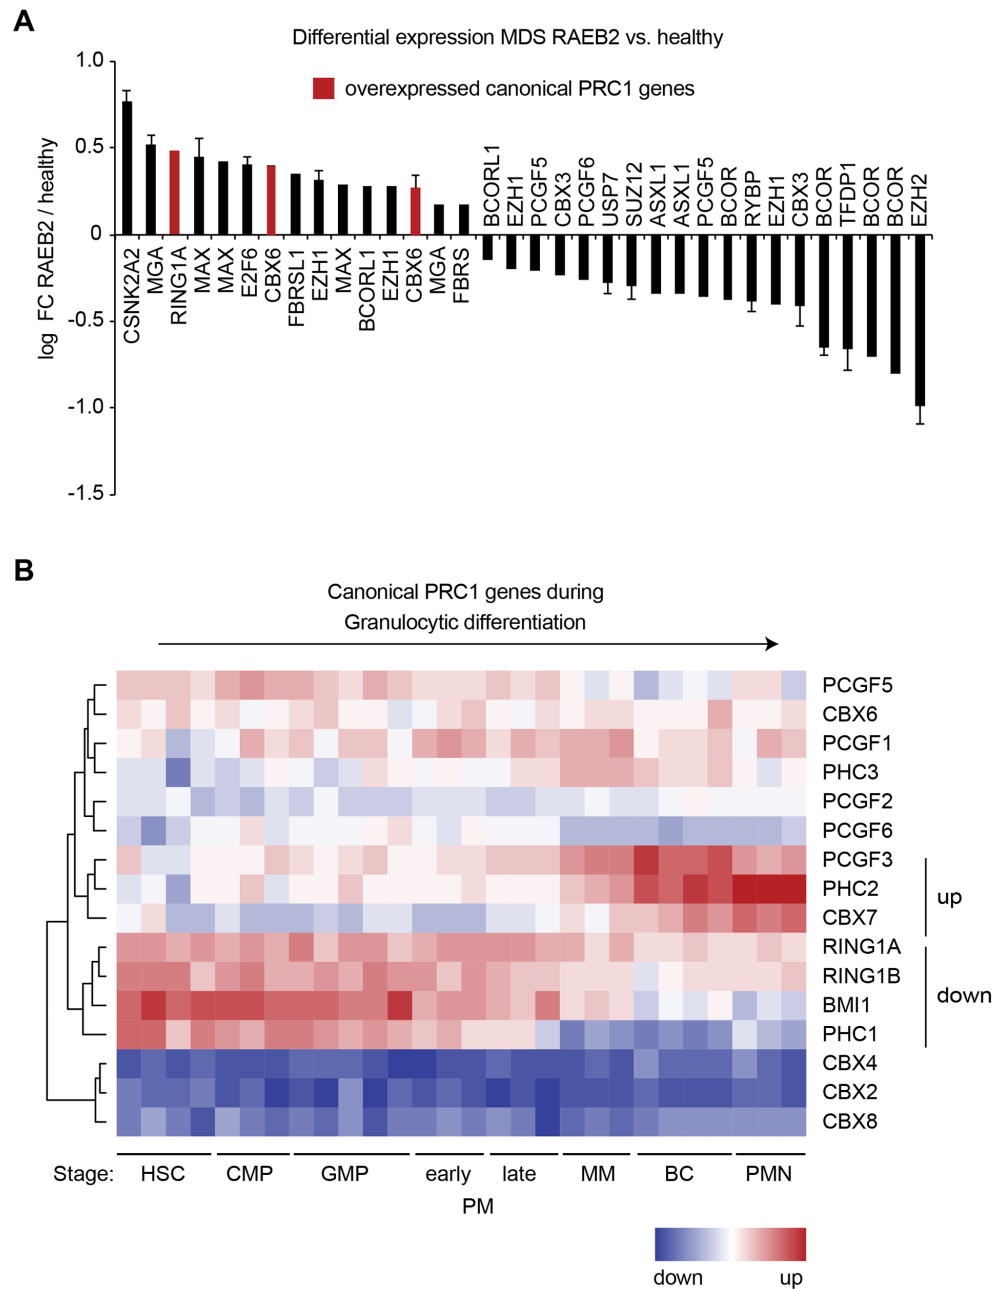 A
Differential expression MDS RAEB2 vs. healthy
overexpressed canonical PRC1 genes
log FC RAEB2 / healthy
1.0
0.5
0
-0.5
-1.0
-1.5
CSNK2A2
MGA
RING1A
MAX
MAX
E2F6
CBX6
FBRSL1
EZH1
MAX
BCORL1
EZH1
CBX6
MGA
FBRS
BCORL1
EZH1
PCGF5
CBX3
PCGF6
USP7
SUZ12
ASXL1
ASXL1
PCGF5
BCOR
RYBP
EZH1
CBX3
BCOR
TFDP1
BCOR
BCOR
EZH2
B
Canonical PRC1 genes during
Granulocytic differentiation
PCGF5
CBX6
PCGF1
PHC3
PCGF2
PCGF6
PCGF3
PHC2
CBX7
RING1A
RING1B
BMI1
PHC1
CBX4
CBX2
CBX8
up
down
Stage: HSC CMP GMP early late MM BC PMN
PM
down up